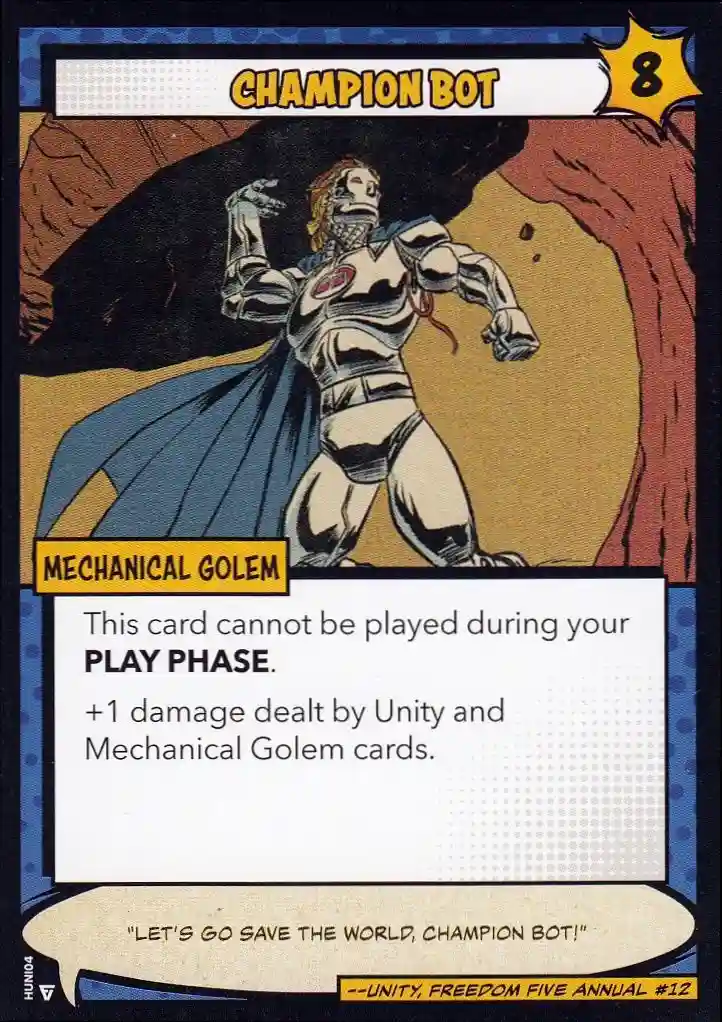 CHAMPION BOT
8
MECHANICAL GOLEM
This card cannot be played during your
PLAY PHASE.
+1 damage dealt by Unity and
Mechanical Golem cards.
"LET'S GO SAVE THE WORLD, CHAMPION BOT!"
--UNITY, FREEDOM FIVE ANNUAL #12
HUNI04